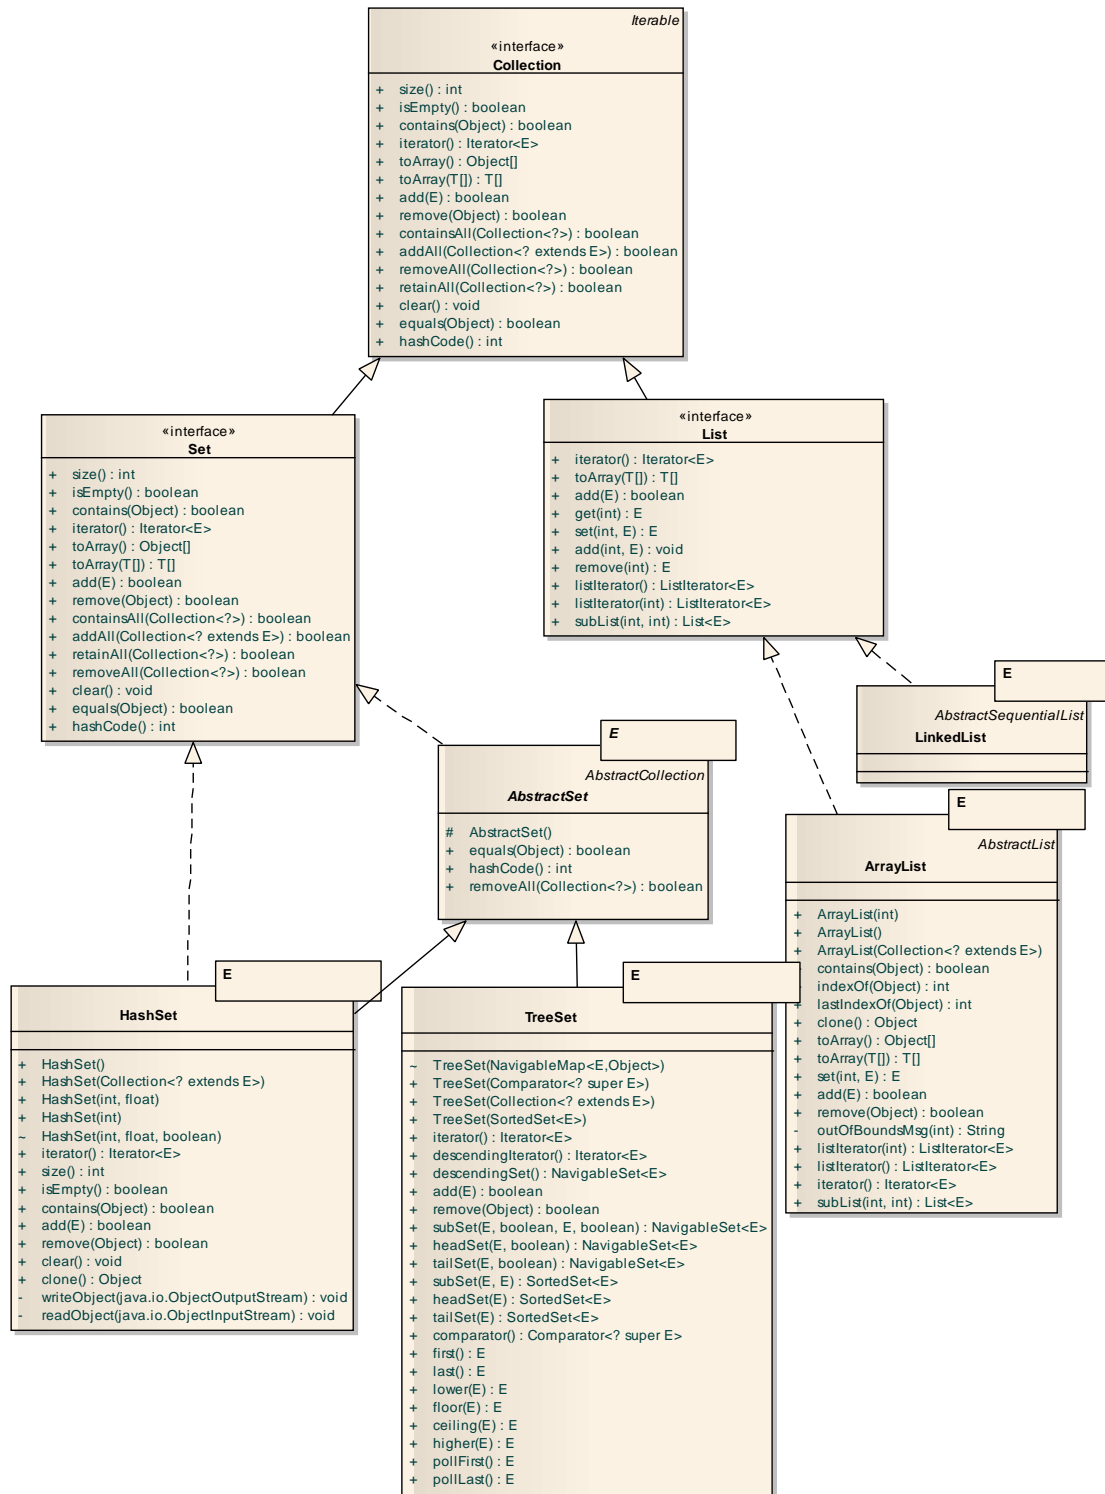 Iterable
«interface»
Collection
+ size() : int
+ isEmpty() : boolean
+ contains(Object) : boolean
+ iterator() : Iterator<E>
+ toArray() : Object[]
+ toArray(T[]) : T[]
+ add(E) : boolean
+ remove(Object) : boolean
+ containsAll(Collection<?>) : boolean
+ addAll(Collection<? extends E>) : boolean
+ removeAll(Collection<?>) : boolean
+ retainAll(Collection<?>) : boolean
+ clear() : void
+ equals(Object) : boolean
+ hashCode() : int
«interface»
Set
+ size() : int
+ isEmpty() : boolean
+ contains(Object) : boolean
+ iterator() : Iterator<E>
+ toArray() : Object[]
+ toArray(T[]) : T[]
+ add(E) : boolean
+ remove(Object) : boolean
+ containsAll(Collection<?>) : boolean
+ addAll(Collection<? extends E>) : boolean
+ retainAll(Collection<?>) : boolean
+ removeAll(Collection<?>) : boolean
+ clear() : void
+ equals(Object) : boolean
+ hashCode() : int
«interface»
List
+ iterator() : Iterator<E>
+ toArray(T[]) : T[]
+ add(E) : boolean
+ get(int) : E
+ set(int, E) : E
+ add(int, E) : void
+ remove(int) : E
+ listIterator() : ListIterator<E>
+ listIterator(int) : ListIterator<E>
+ subList(int, int) : List<E>
E
AbstractSequentialList
LinkedList
E
AbstractCollection
AbstractSet
# AbstractSet()
+ equals(Object) : boolean
+ hashCode() : int
+ removeAll(Collection<?>) : boolean
E
AbstractList
ArrayList
+ ArrayList(int)
+ ArrayList()
+ ArrayList(Collection<? extends E>)
contains(Object) : boolean
indexOf(Object) : int
+ lastIndexOf(Object) : int
+ clone() : Object
+ toArray() : Object[]
+ toArray(T[]) : T[]
+ set(int, E) : E
+ add(E) : boolean
+ remove(Object) : boolean
- outOfBoundsMsg(int) : String
+ listIterator(int) : ListIterator<E>
+ listIterator() : ListIterator<E>
+ iterator() : Iterator<E>
+ subList(int, int) : List<E>
E
HashSet
+ HashSet()
+ HashSet(Collection<? extends E>)
+ HashSet(int, float)
+ HashSet(int)
~ HashSet(int, float, boolean)
+ iterator() : Iterator<E>
+ size() : int
+ isEmpty() : boolean
+ contains(Object) : boolean
+ add(E) : boolean
+ remove(Object) : boolean
+ clear() : void
+ clone() : Object
- writeObject(java.io.ObjectOutputStream) : void
- readObject(java.io.ObjectInputStream) : void
E
TreeSet
~ TreeSet(NavigableMap<E,Object>)
+ TreeSet(Comparator<? super E>)
+ TreeSet(Collection<? extends E>)
+ TreeSet(SortedSet<E>)
+ iterator() : Iterator<E>
+ descendingIterator() : Iterator<E>
+ descendingSet() : NavigableSet<E>
+ add(E) : boolean
+ remove(Object) : boolean
+ subSet(E, boolean, E, boolean) : NavigableSet<E>
+ headSet(E, boolean) : NavigableSet<E>
+ tailSet(E, boolean) : NavigableSet<E>
+ subSet(E, E) : SortedSet<E>
+ headSet(E) : SortedSet<E>
+ tailSet(E) : SortedSet<E>
+ comparator() : Comparator<? super E>
+ first() : E
+ last() : E
+ lower(E) : E
+ floor(E) : E
+ ceiling(E) : E
+ higher(E) : E
+ pollFirst() : E
+ pollLast() : E